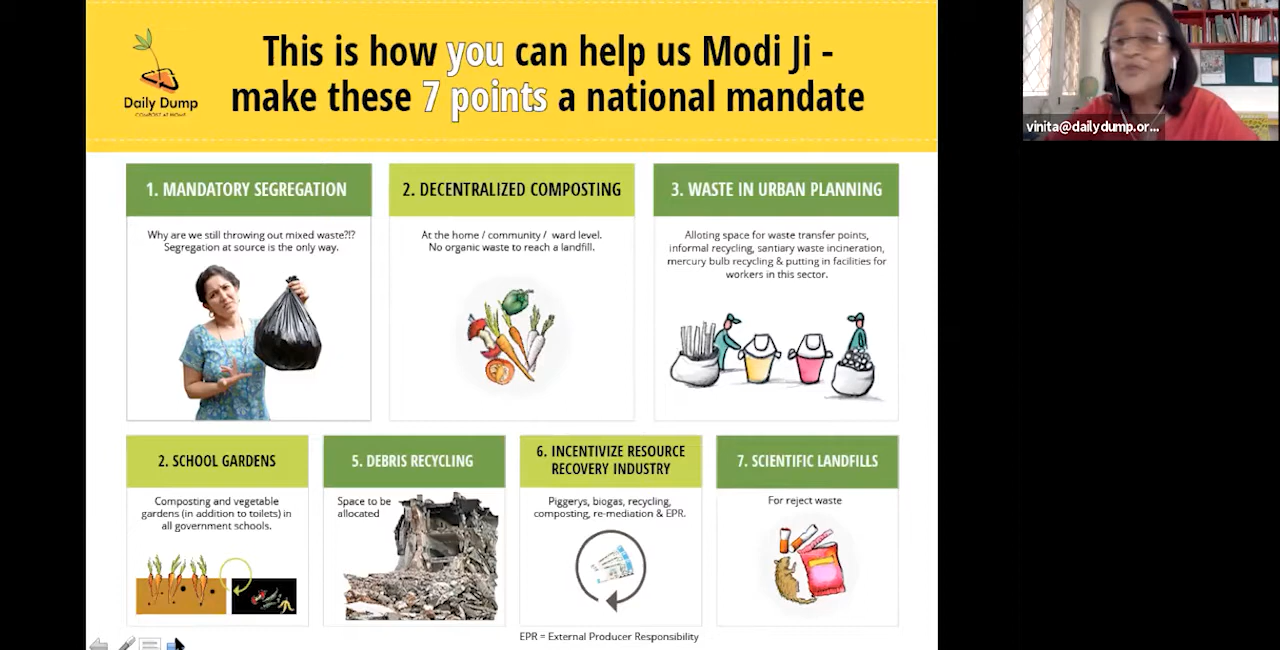 This is how you can help us Modi Ji -
make these 7 points a national mandate
Daily Dump
COMPOST AT HOME
vinita@dailydump.or...
1. MANDATORY SEGREGATION
Why are we still throwing out mixed waste?!?
Segregation at source is the only way.
2. DECENTRALIZED COMPOSTING
At the home / community / ward level.
No organic waste to reach a landfill.
3. WASTE IN URBAN PLANNING
Alloting space for waste transfer points,
informal recycling, santiary waste incineration,
mercury bulb recycling & putting in facilities for
workers in this sector.
2. SCHOOL GARDENS
Composting and vegetable
gardens (in addition to toilets) in
all government schools.
5. DEBRIS RECYCLING
Space to be
allocated
6. INCENTIVIZE RESOURCE
RECOVERY INDUSTRY
Piggerys, biogas, recycling,
composting, re-mediation & EPR.
7. SCIENTIFIC LANDFILLS
For reject waste
EPR = External Producer Responsibility